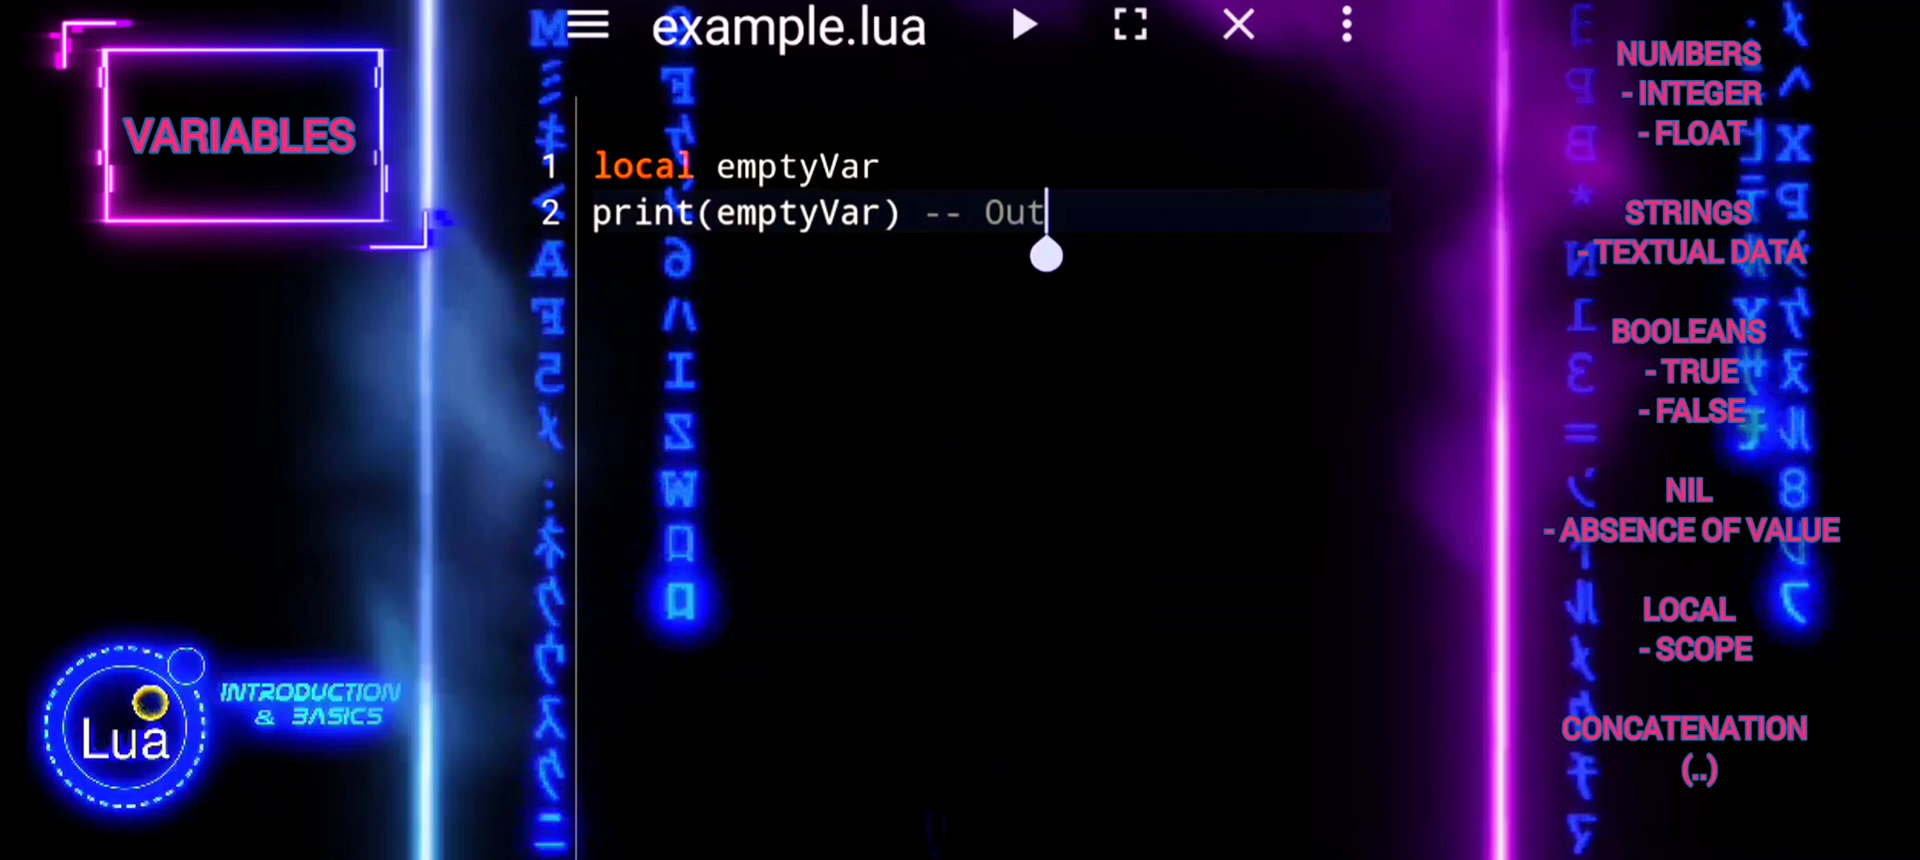 VARIABLES
example.lua
1 local emptyVar
2 print(emptyVar) -- Out
NUMBERS
- INTEGER
- FLOAT
STRINGS
- TEXTUAL DATA
BOOLEANS
- TRUE
- FALSE
NIL
- ABSENCE OF VALUE
LOCAL
- SCOPE
CONCATENATION
(..)
Lua
INTRODUCTION
& BASICS